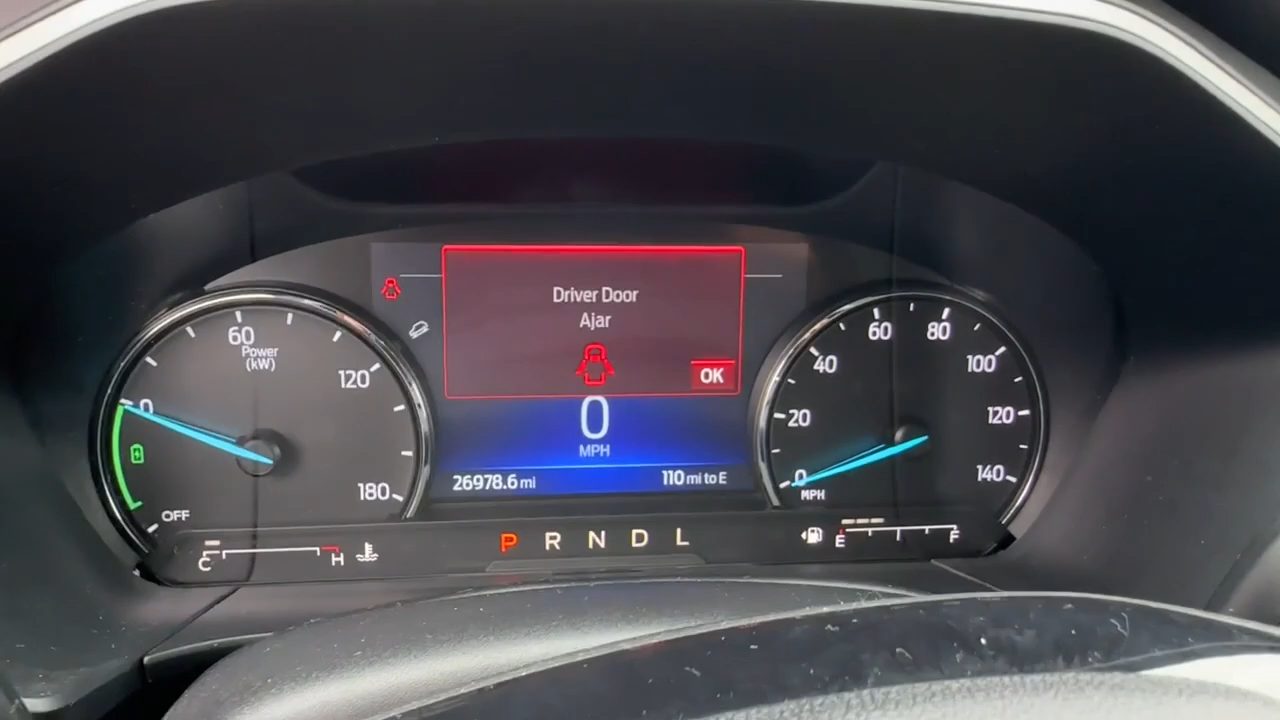 Driver Door
Ajar
OK
0
MPH
26978.6 mi
110 mi to E
0
60
120
180
Power
(kW)
OFF
0
20
40
60
80
100
120
140
MPH
C
H
P R N D L
E
F